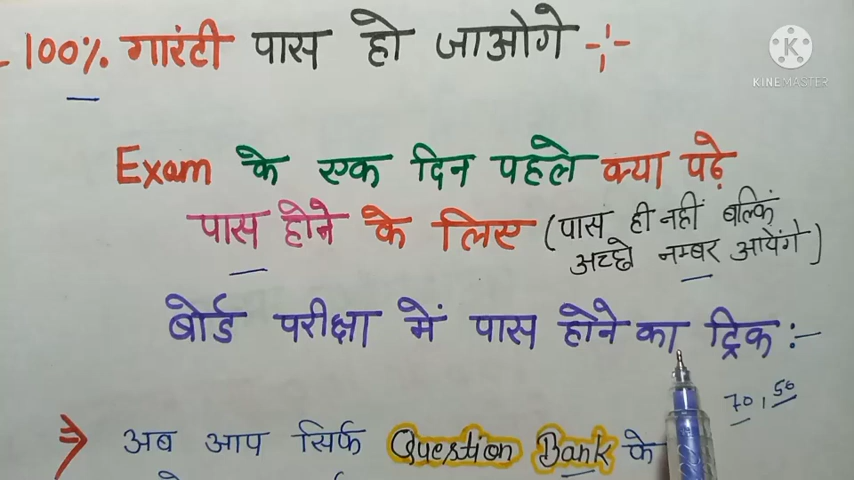 - 100% गारंटी पास हो जाओगे -:-
K
KINEMASTER
Exam के एक दिन पहले क्या पढ़े
पास होने के लिए (पास ही नहीं बल्किं
अच्छे नम्बर आयेंगे)
बोर्ड परीक्षा में पास होने का ट्रिक :-
70, 50
⇒ अब आप सिर्फ Question Bank के